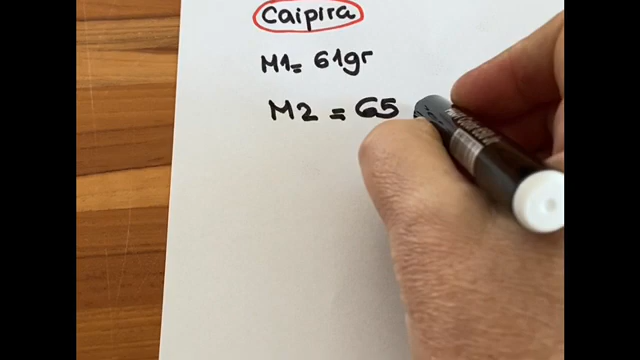 Caipira
M1= 61gr
M2 = 65